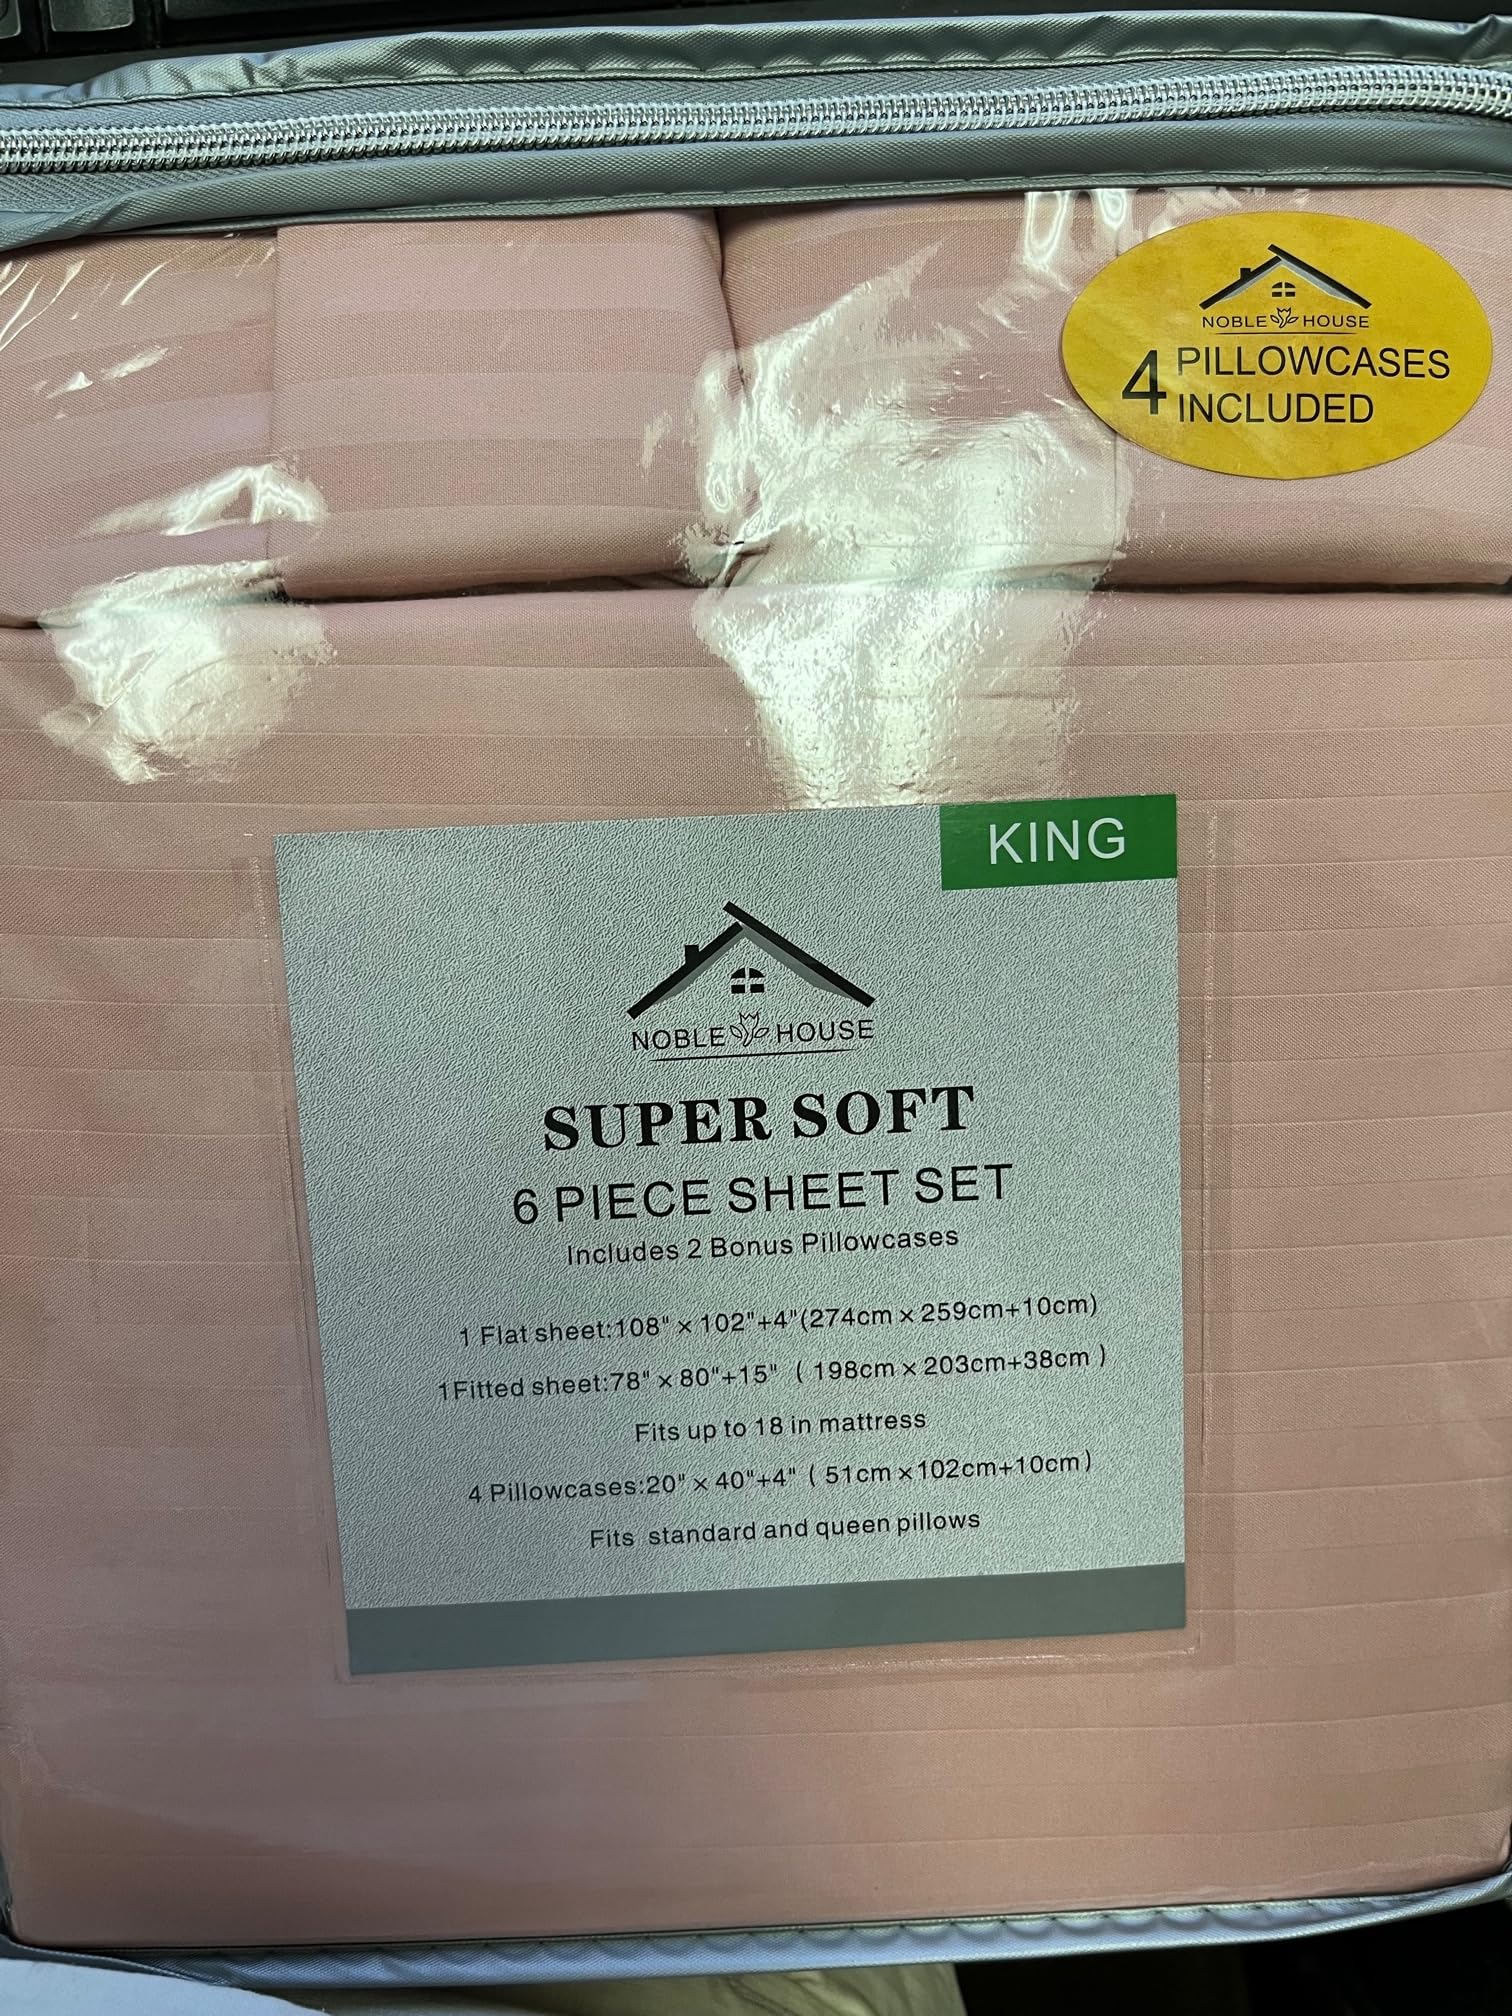 NOBLE HOUSE
4 PILLOWCASES
INCLUDED
KING
NOBLE HOUSE
SUPER SOFT
6 PIECE SHEET SET
Includes 2 Bonus Pillowcases
1 Flat sheet:108" × 102"+4"(274cm × 259cm+10cm)
1Fitted sheet:78" × 80"+15" ( 198cm × 203cm+38cm )
Fits up to 18 in mattress
4 Pillowcases:20" × 40"+4" ( 51cm ×102cm+10cm)
Fits standard and queen pillows